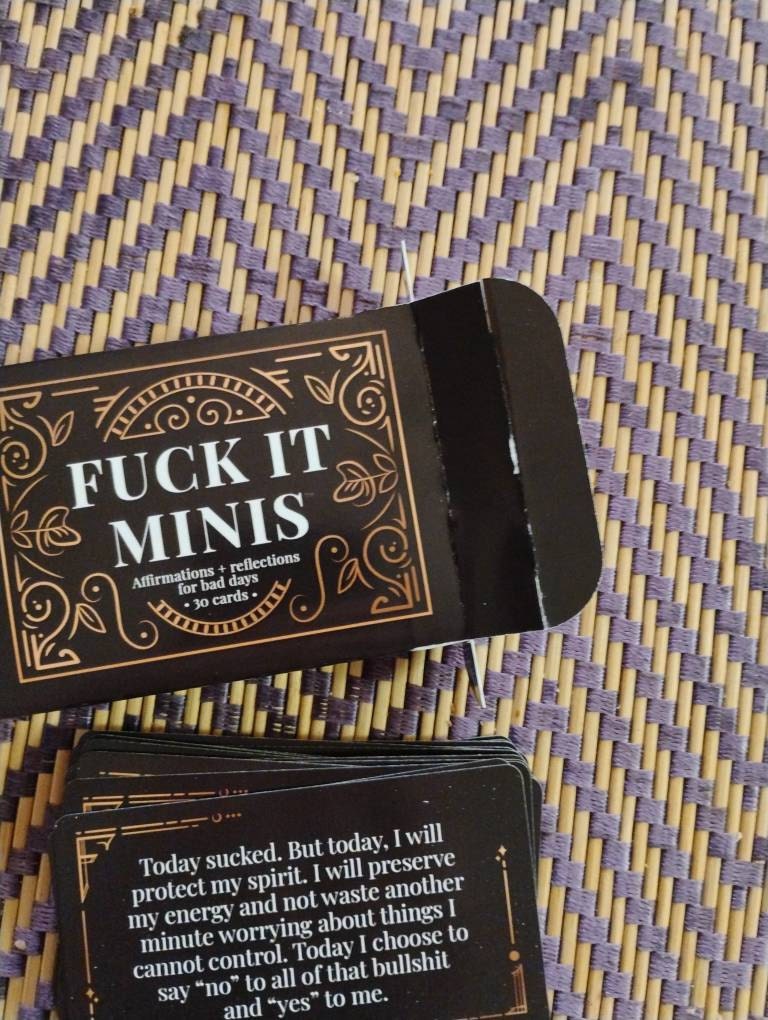 FUCK IT
MINIS
Affirmations + reflections
for bad days
• 30 cards •
Today sucked. But today, I will
protect my spirit. I will preserve
my energy and not waste another
minute worrying about things I
cannot control. Today I choose to
say “no” to all of that bullshit
and “yes” to me.